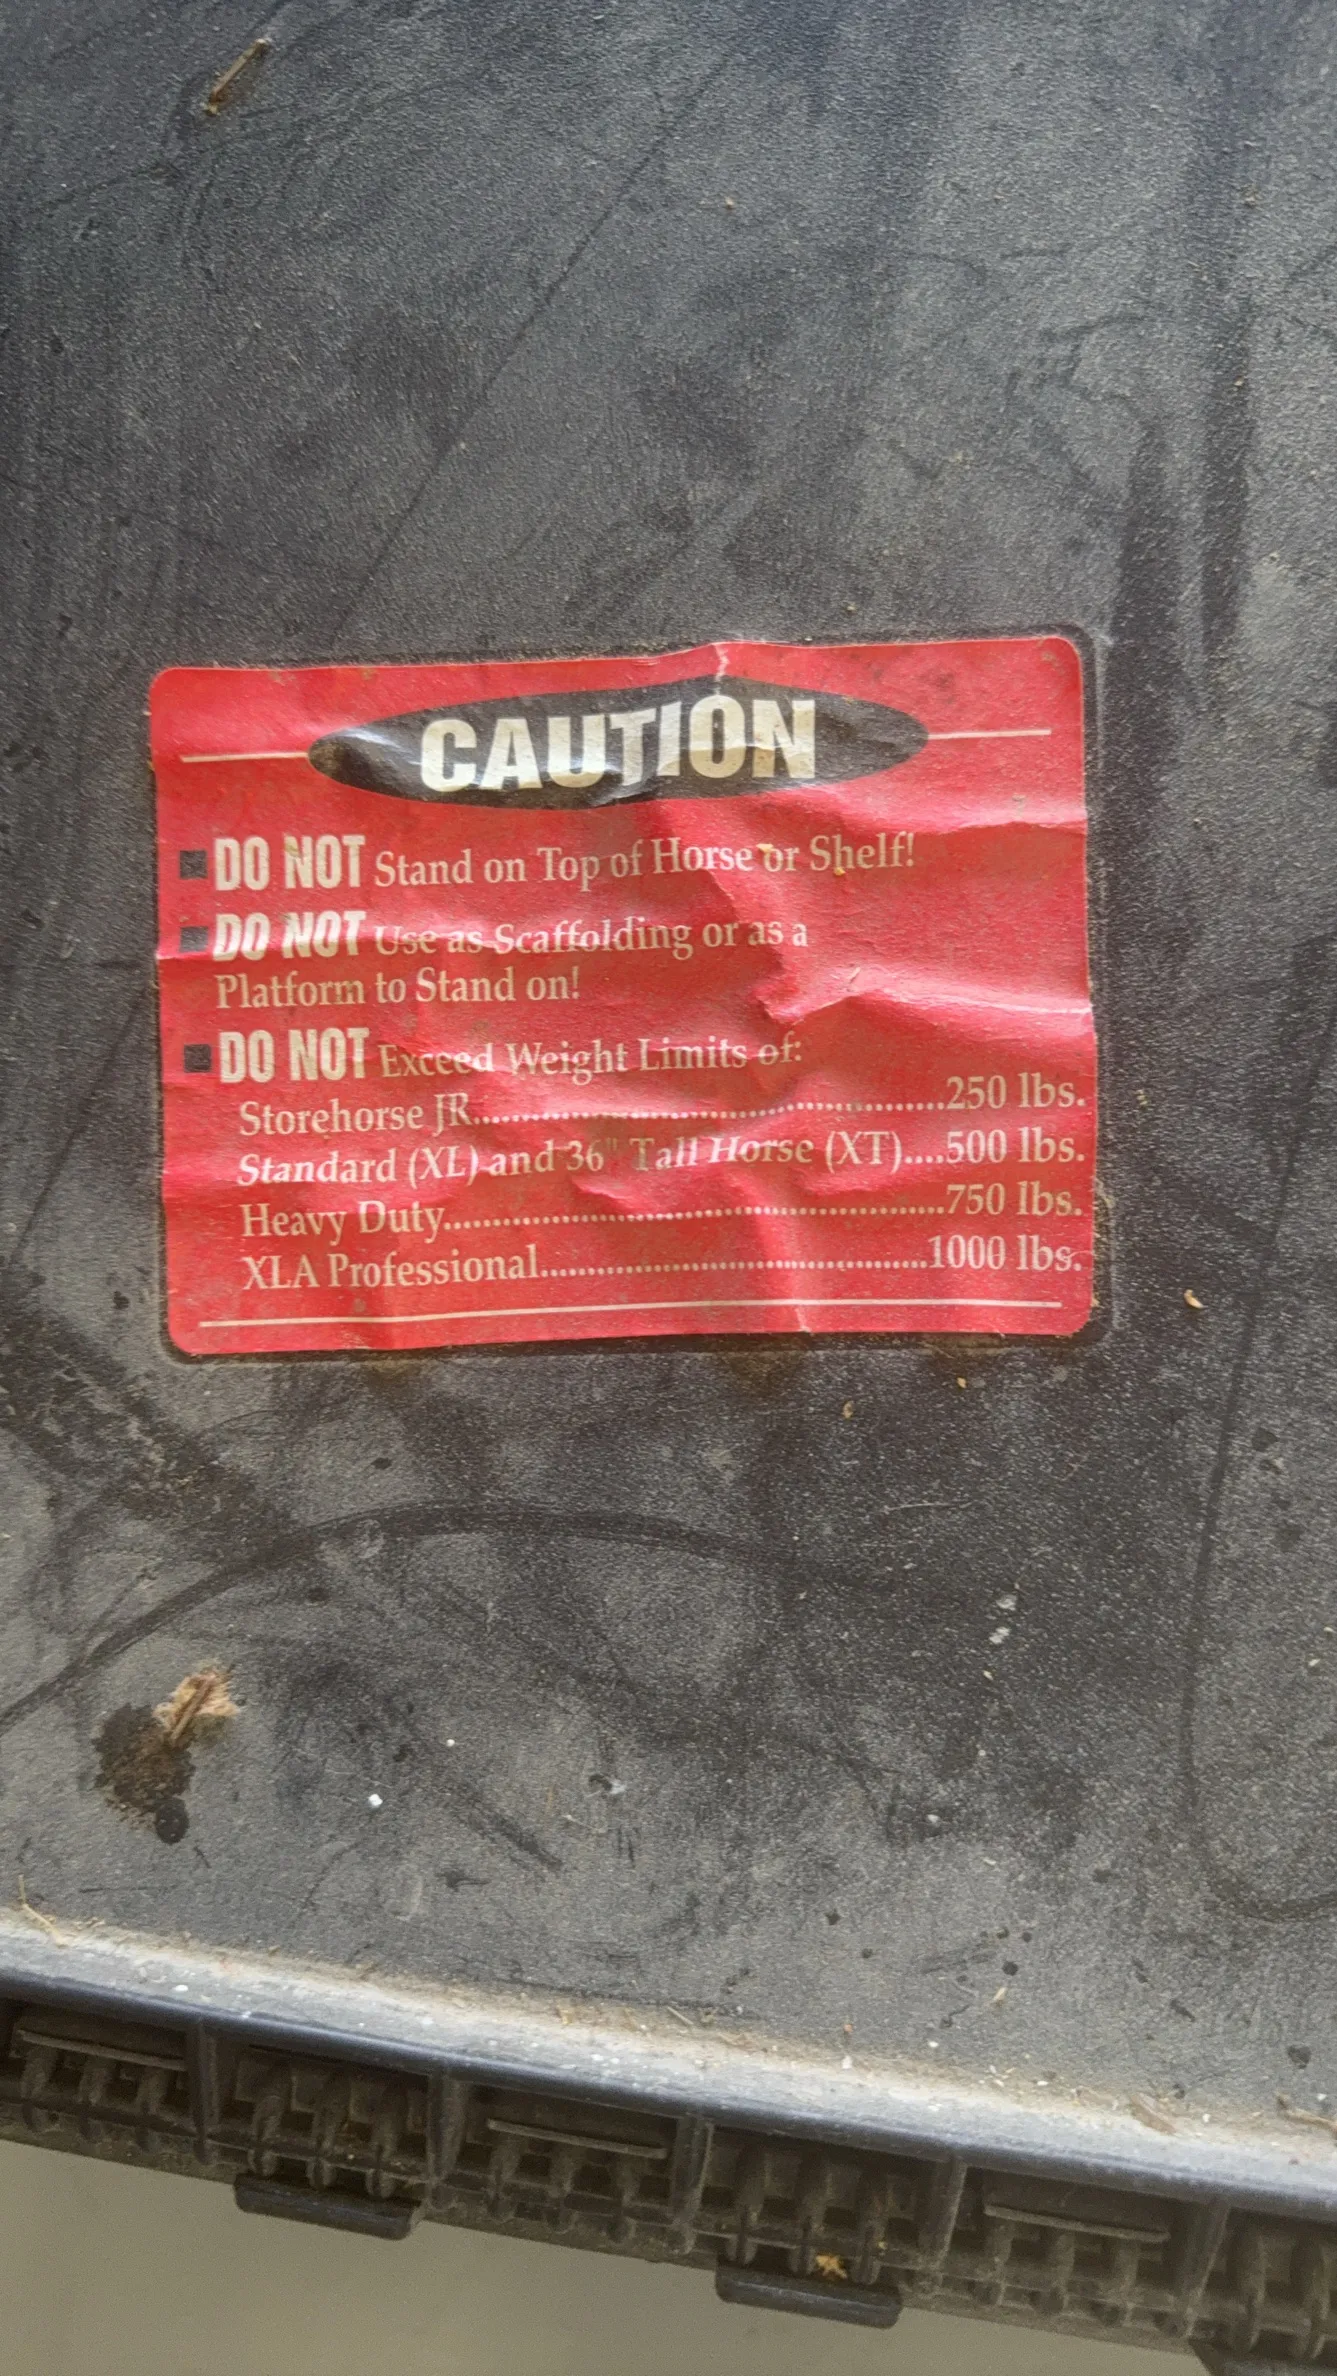 CAUTION
DO NOT Stand on Top of Horse or Shelf!
DO NOT Use as Scaffolding or as a
Platform to Stand on!
DO NOT Exceed Weight Limits of:
Storehorse JR..................................................250 lbs.
Standard (XL) and 36" Tall Horse (XT)....500 lbs.
Heavy Duty.....................................................750 lbs.
XLA Professional.........................................1000 lbs.